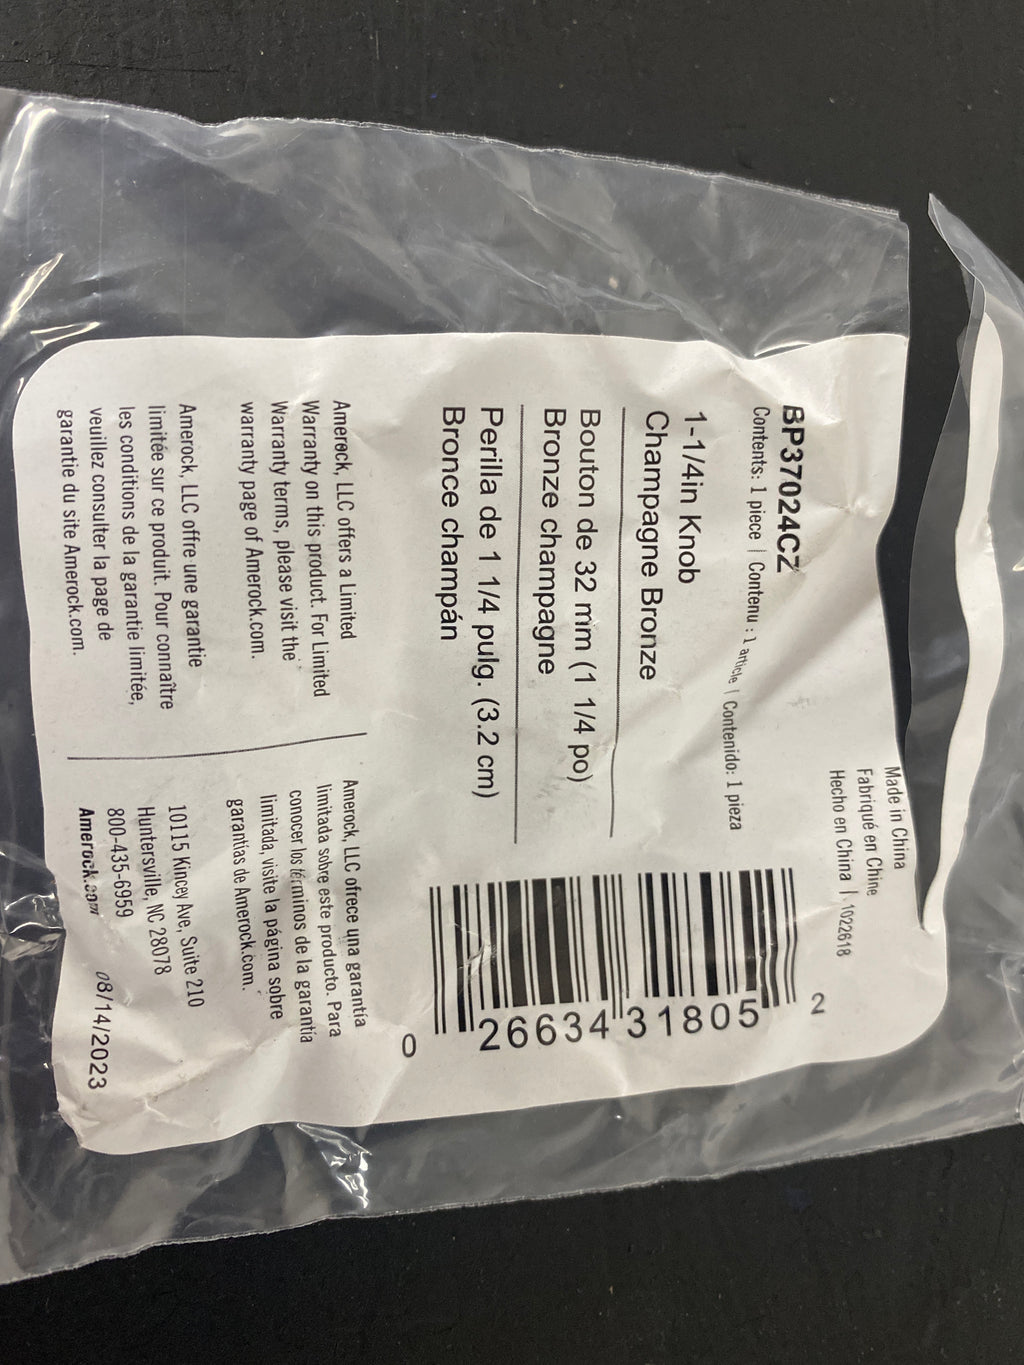 Made in China
Fabriqué en Chine
Hecho en China | 1022618
BP37024CZ
Contents: 1 piece | Contenu : 1 article | Contenido: 1 pieza
1-1/4in Knob
Champagne Bronze
Bouton de 32 mm (1 1/4 po)
Bronze champagne
Perilla de 1 1/4 pulg. (3.2 cm)
Bronce champán
0 26634 31805 2
Amerock, LLC offers a Limited
Warranty on this product. For Limited
Warranty terms, please visit the
warranty page of Amerock.com.
Amerock, LLC offre une garantie
limitée sur ce produit. Pour connaître
les conditions de la garantie limitée,
veuillez consulter la page de
garantie du site Amerock.com.
Amerock, LLC ofrece una garantía
limitada sobre este producto. Para
conocer los términos de la garantía
limitada, visite la página sobre
garantías de Amerock.com.
10115 Kincey Ave, Suite 210
Huntersville, NC 28078
800-435-6959
Amerock.com
08/14/2023